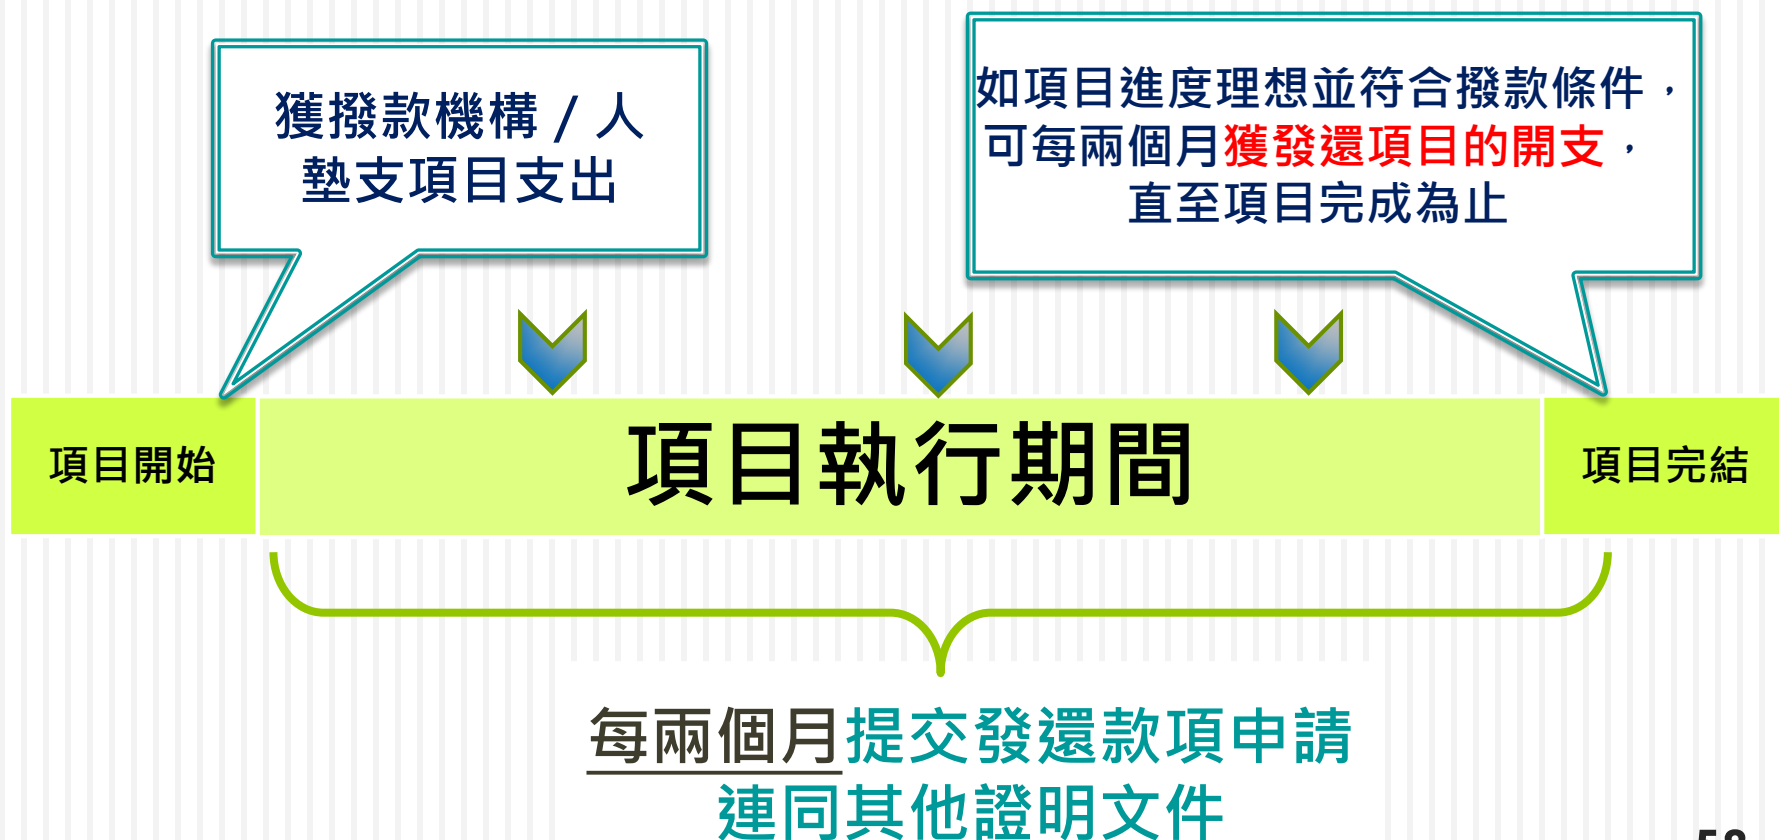 獲撥款機構 / 人
墊支項目支出
如項目進度理想並符合撥款條件，
可每兩個月獲發還項目的開支，
直至項目完成為止
項目開始
項目執行期間
項目完結
每兩個月提交發還款項申請
連同其他證明文件